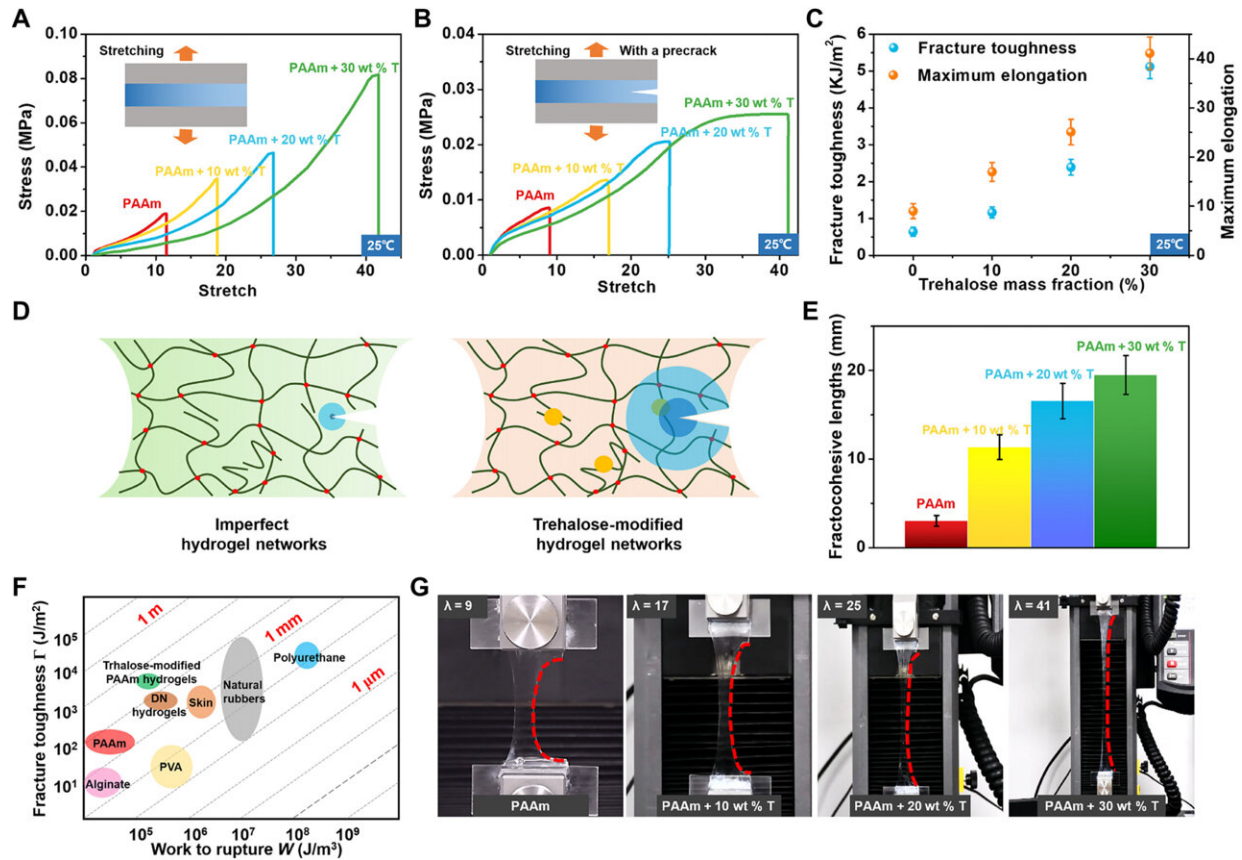 A
Stress (MPa)
0.10
0.08
0.06
0.04
0.02
0.00
Stretching
PAAm + 30 wt % T
PAAm + 20 wt % T
PAAm + 10 wt % T
PAAm
25℃
0 10 20 30 40
Stretch
B
Stress (MPa)
0.04
0.03
0.02
0.01
0.00
Stretching With a precrack
PAAm + 30 wt % T
PAAm + 20 wt % T
PAAm + 10 wt % T
PAAm
25℃
0 10 20 30 40
Stretch
C
Fracture toughness (KJ/m²)
6
5
4
3
2
1
0
Fracture toughness
Maximum elongation
40
30
20
10
0
Maximum elongation
25℃
0 10 20 30
Trehalose mass fraction (%)
D
Imperfect
hydrogel networks
Trehalose-modified
hydrogel networks
E
Fractocohesive lengths (mm)
20
10
0
PAAm
PAAm + 10 wt % T
PAAm + 20 wt % T
PAAm + 30 wt % T
F
Fracture toughness Γ (J/m²)
10⁵
10⁴
10³
10²
10¹
1 m
1 mm
1 μm
Trhalose-modified
PAAm hydrogels
DN
hydrogels
Skin
Natural
rubbers
Polyurethane
PAAm
PVA
Alginate
10⁵ 10⁶ 10⁷ 10⁸ 10⁹
Work to rupture W (J/m³)
G
λ = 9
PAAm
λ = 17
PAAm + 10 wt % T
λ = 25
PAAm + 20 wt % T
λ = 41
PAAm + 30 wt % T